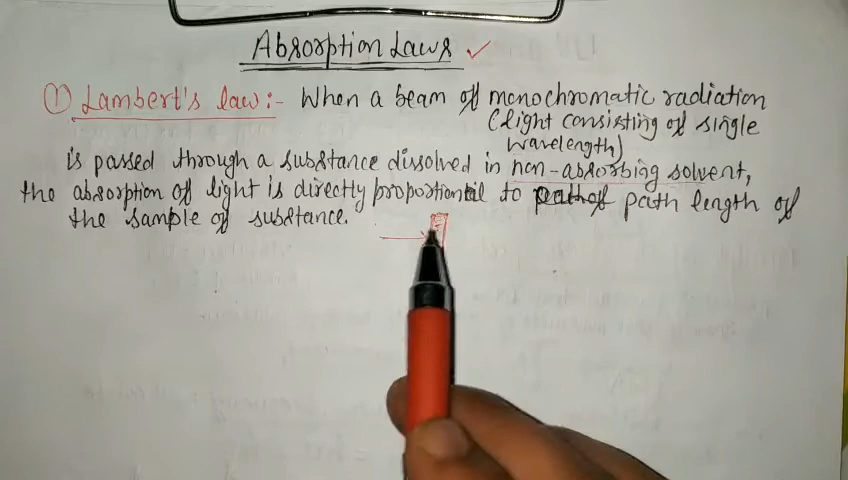 Absorption Laws
① Lambert's law:- When a beam of monochromatic radiation
(light consisting of single
wavelength)
is passed through a substance dissolved in non-absorbing solvent,
the absorption of light is directly proportional to path length of
the sample of substance.